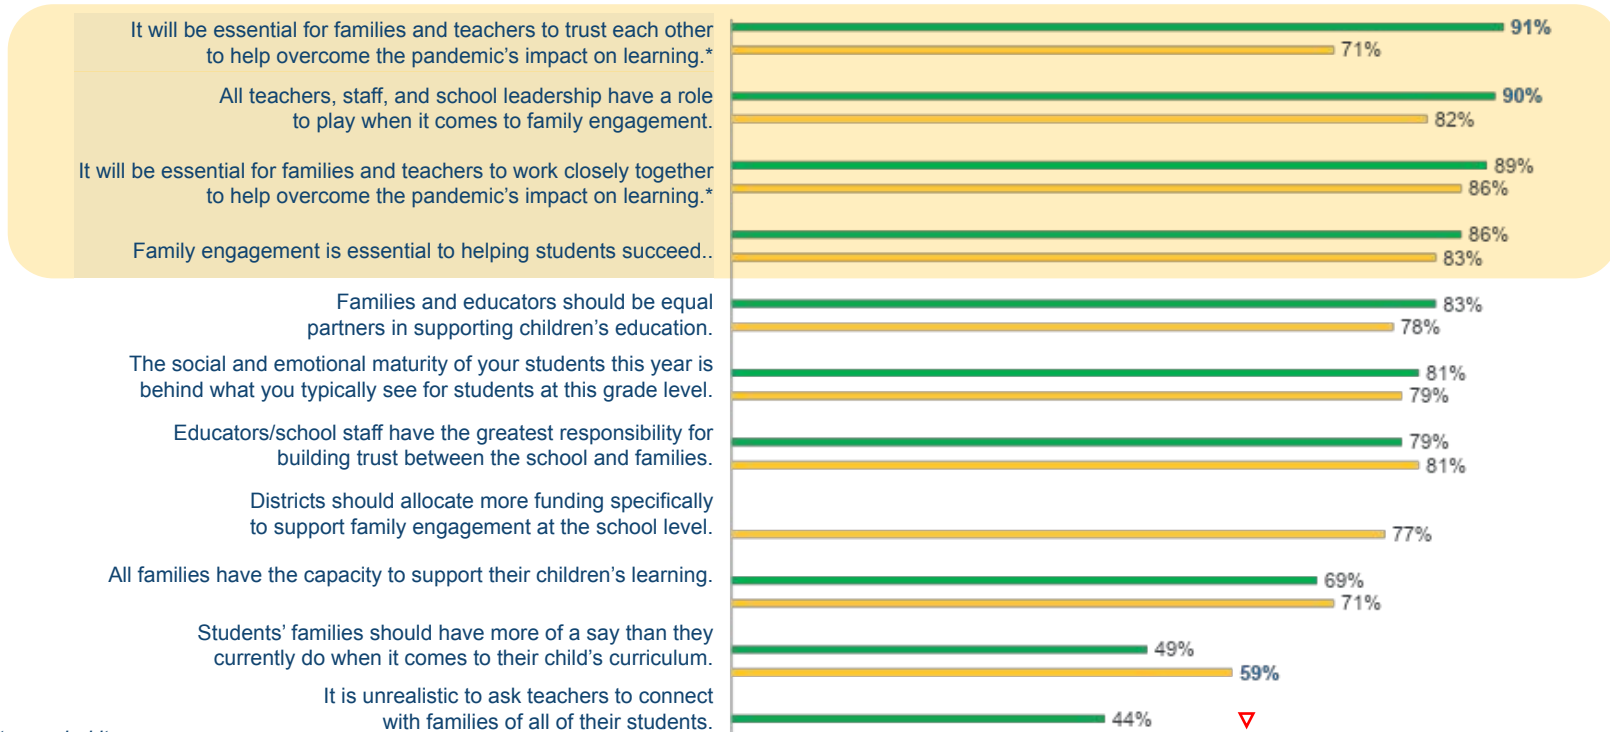 It will be essential for families and teachers to trust each other
to help overcome the pandemic's impact on learning.*
91%
71%
All teachers, staff, and school leadership have a role
to play when it comes to family engagement.
90%
82%
It will be essential for families and teachers to work closely together
to help overcome the pandemic's impact on learning.*
89%
86%
Family engagement is essential to helping students succeed..
86%
83%
Families and educators should be equal
partners in supporting children's education.
83%
78%
The social and emotional maturity of your students this year is
behind what you typically see for students at this grade level.
81%
79%
Educators/school staff have the greatest responsibility for
building trust between the school and families.
79%
81%
Districts should allocate more funding specifically
to support family engagement at the school level.
77%
All families have the capacity to support their children's learning.
69%
71%
Students' families should have more of a say than they
currently do when it comes to their child's curriculum.
49%
59%
It is unrealistic to ask teachers to connect
with families of all of their students.
44%